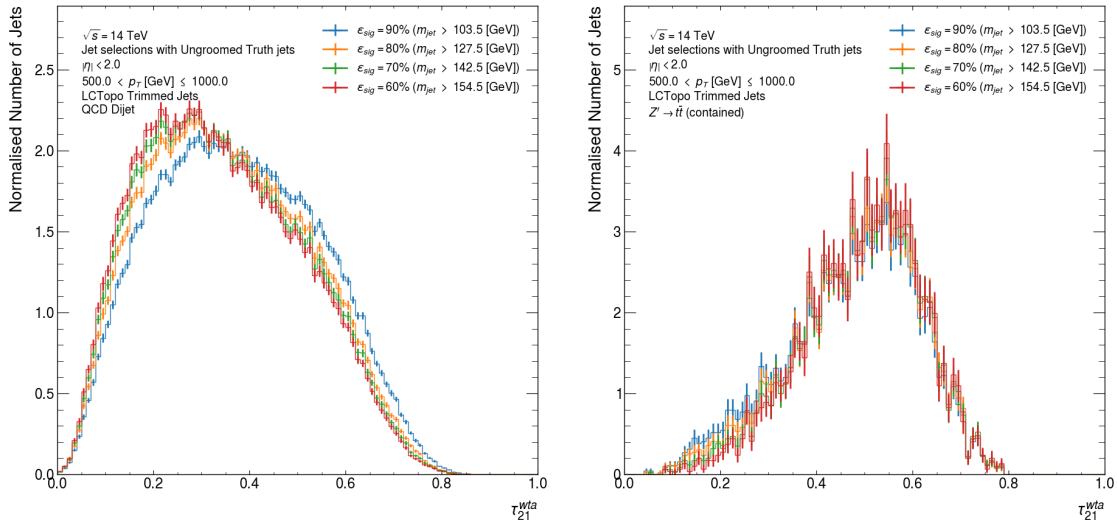 Normalised Number of Jets
2.5
2.0
1.5
1.0
0.5
0.0
√s = 14 TeV
Jet selections with Ungroomed Truth jets
|η| < 2.0
500.0 < p_T [GeV] ≤ 1000.0
LCTopo Trimmed Jets
QCD Dijet
ε_sig = 90% (m_jet > 103.5 [GeV])
ε_sig = 80% (m_jet > 127.5 [GeV])
ε_sig = 70% (m_jet > 142.5 [GeV])
ε_sig = 60% (m_jet > 154.5 [GeV])
0.0 0.2 0.4 0.6 0.8 1.0
τ_21^wta
Normalised Number of Jets
5
4
3
2
1
0
√s = 14 TeV
Jet selections with Ungroomed Truth jets
|η| < 2.0
500.0 < p_T [GeV] ≤ 1000.0
LCTopo Trimmed Jets
Z' → tt̄ (contained)
ε_sig = 90% (m_jet > 103.5 [GeV])
ε_sig = 80% (m_jet > 127.5 [GeV])
ε_sig = 70% (m_jet > 142.5 [GeV])
ε_sig = 60% (m_jet > 154.5 [GeV])
0.0 0.2 0.4 0.6 0.8 1.0
τ_21^wta